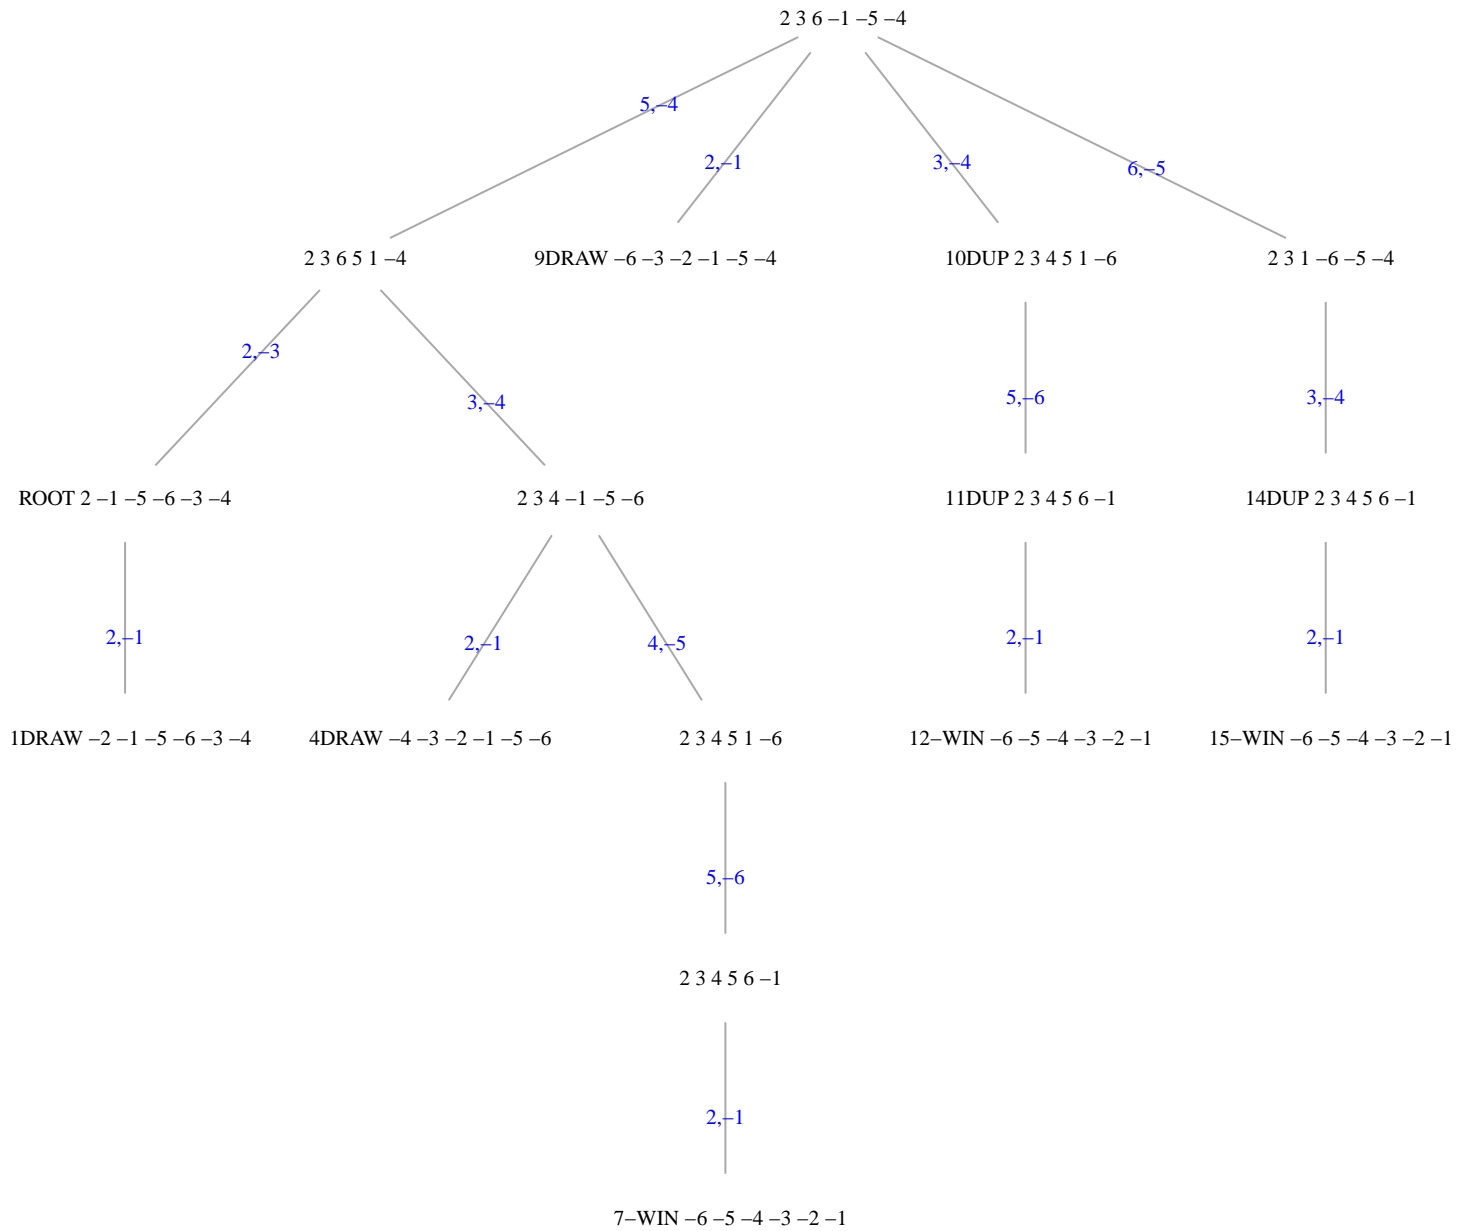 2 3 6 –1 –5 –4
5,–4
2,–1
3,–4
6,–5
2 3 6 5 1 –4
9DRAW –6 –3 –2 –1 –5 –4
10DUP 2 3 4 5 1 –6
2 3 1 –6 –5 –4
2,–3
3,–4
5,–6
3,–4
ROOT 2 –1 –5 –6 –3 –4
2 3 4 –1 –5 –6
11DUP 2 3 4 5 6 –1
14DUP 2 3 4 5 6 –1
2,–1
2,–1
4,–5
2,–1
2,–1
1DRAW –2 –1 –5 –6 –3 –4
4DRAW –4 –3 –2 –1 –5 –6
2 3 4 5 1 –6
12–WIN –6 –5 –4 –3 –2 –1
15–WIN –6 –5 –4 –3 –2 –1
5,–6
2 3 4 5 6 –1
2,–1
7–WIN –6 –5 –4 –3 –2 –1